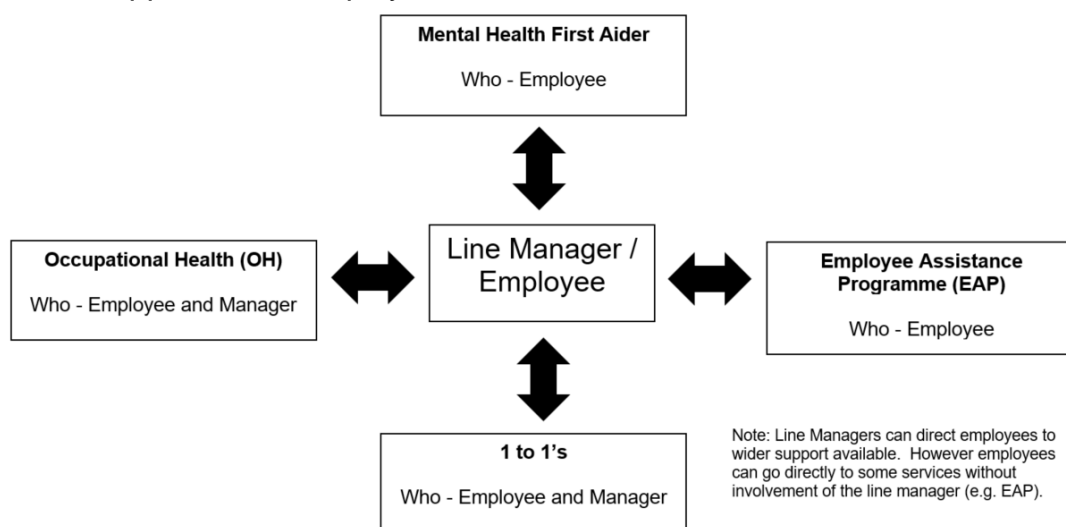 Mental Health First Aider
Who - Employee
Line Manager /
Employee
Occupational Health (OH)
Who - Employee and Manager
Employee Assistance
Programme (EAP)
Who - Employee
1 to 1's
Who - Employee and Manager
Note: Line Managers can direct employees to
wider support available. However employees
can go directly to some services without
involvement of the line manager (e.g. EAP).